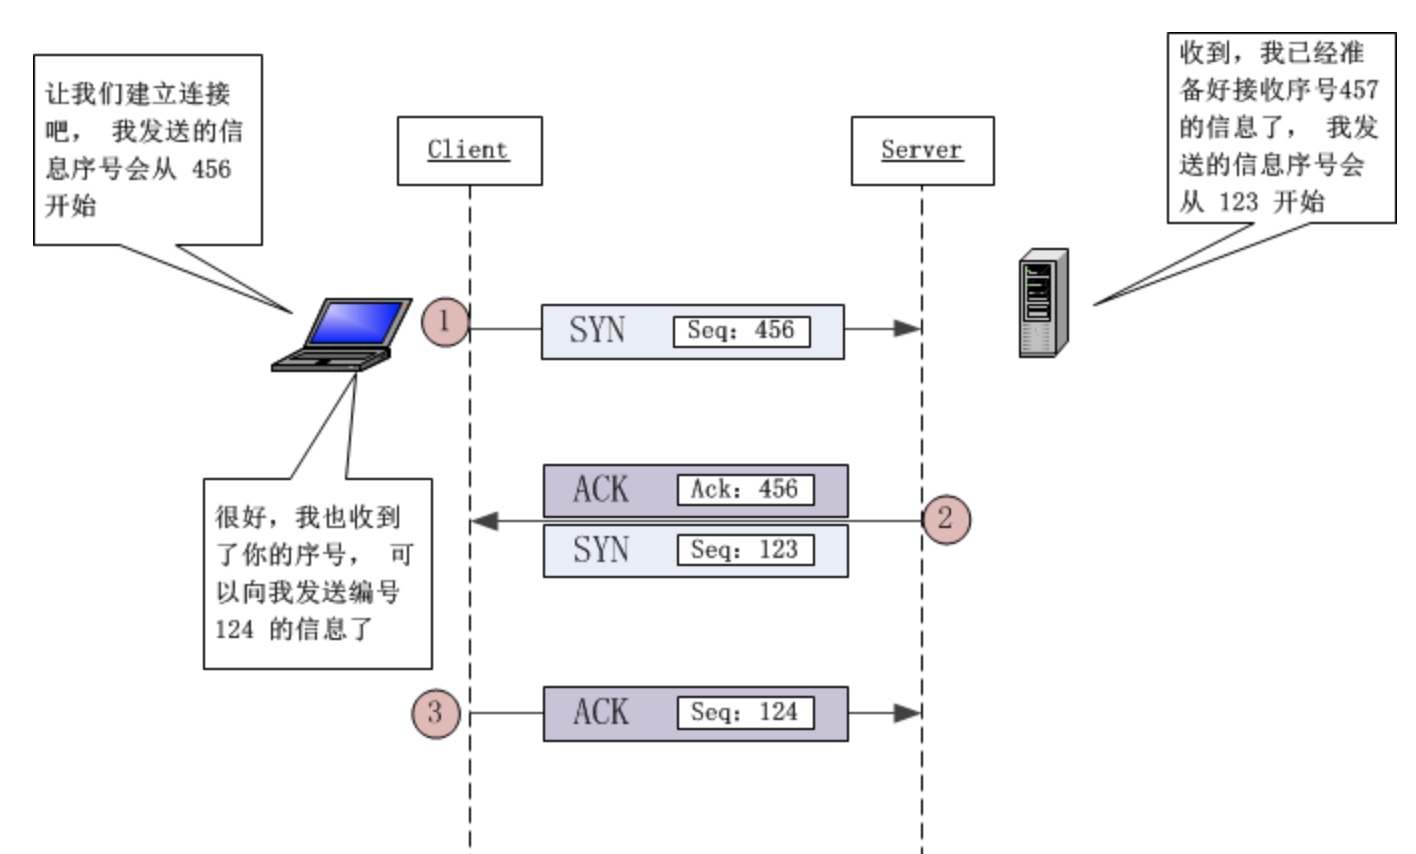 让我们建立连接
吧， 我发送的信
息序号会从 456
开始
收到，我已经准
备好接收序号457
的信息了， 我发
送的信息序号会
从 123 开始
Client
Server
1
SYN
Seq: 456
ACK
Ack: 456
2
SYN
Seq: 123
很好，我也收到
了你的序号， 可
以向我发送编号
124 的信息了
3
ACK
Seq: 124